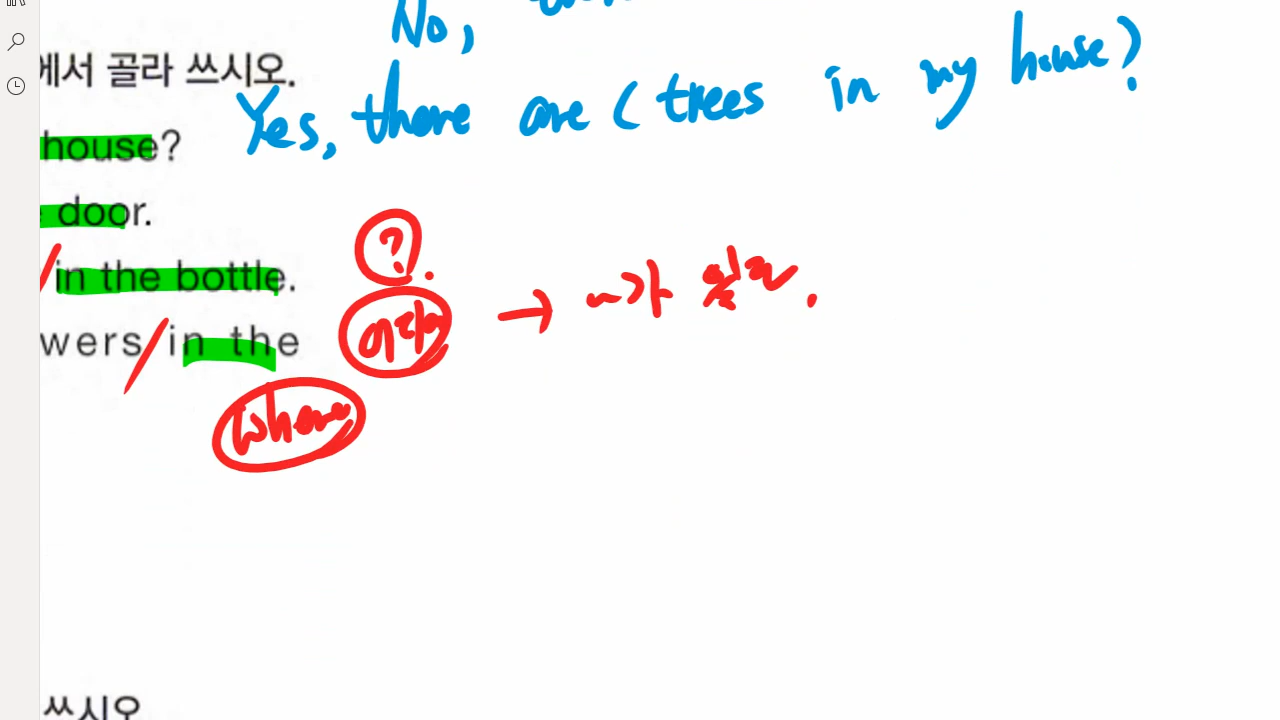 No,
에서 골라 쓰시오.
Yes, there are ( trees in my house)
house?
door.
in the bottle.
?
wers / in the
어디에 → ~가 있다.
where
쓰시오